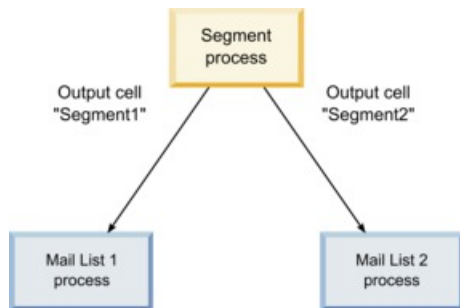 Segment
process
Output cell
"Segment1"
Output cell
"Segment2"
Mail List 1
process
Mail List 2
process